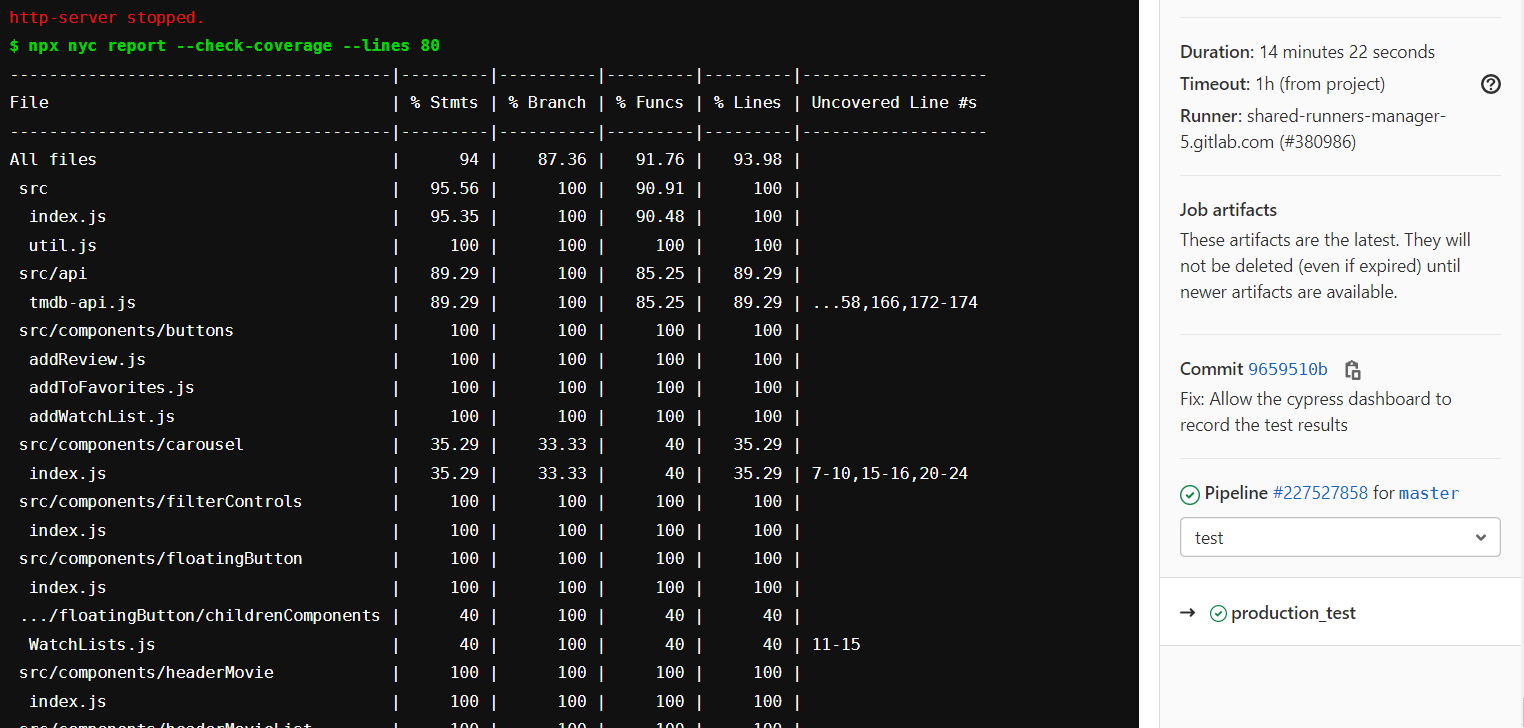 http-server stopped.
$ npx nyc report --check-coverage --lines 80
---------------------------------------|---------|----------|---------|---------|-------------------
File                                   | % Stmts | % Branch | % Funcs | % Lines | Uncovered Line #s
---------------------------------------|---------|----------|---------|---------|-------------------
All files                              |      94 |    87.36 |   91.76 |   93.98 |
 src                                   |   95.56 |      100 |   90.91 |     100 |
  index.js                             |   95.35 |      100 |   90.48 |     100 |
  util.js                              |     100 |      100 |     100 |     100 |
 src/api                               |   89.29 |      100 |   85.25 |   89.29 |
  tmdb-api.js                          |   89.29 |      100 |   85.25 |   89.29 | ...58,166,172-174
 src/components/buttons                |     100 |      100 |     100 |     100 |
  addReview.js                         |     100 |      100 |     100 |     100 |
  addToFavorites.js                    |     100 |      100 |     100 |     100 |
  addWatchList.js                      |     100 |      100 |     100 |     100 |
 src/components/carousel               |   35.29 |    33.33 |      40 |   35.29 |
  index.js                             |   35.29 |    33.33 |      40 |   35.29 | 7-10,15-16,20-24
 src/components/filterControls         |     100 |      100 |     100 |     100 |
  index.js                             |     100 |      100 |     100 |     100 |
 src/components/floatingButton         |     100 |      100 |     100 |     100 |
  index.js                             |     100 |      100 |     100 |     100 |
 .../floatingButton/childrenComponents |      40 |      100 |      40 |      40 |
  WatchLists.js                        |      40 |      100 |      40 |      40 | 11-15
 src/components/headerMovie            |     100 |      100 |     100 |     100 |
  index.js                             |     100 |      100 |     100 |     100 |
 src/components/headerMovieList        |     100 |      100 |     100 |     100 |
Duration: 14 minutes 22 seconds
Timeout: 1h (from project)
Runner: shared-runners-manager-
5.gitlab.com (#380986)
Job artifacts
These artifacts are the latest. They will
not be deleted (even if expired) until
newer artifacts are available.
Commit 9659510b
Fix: Allow the cypress dashboard to
record the test results
Pipeline #227527858 for master
test
→ production_test